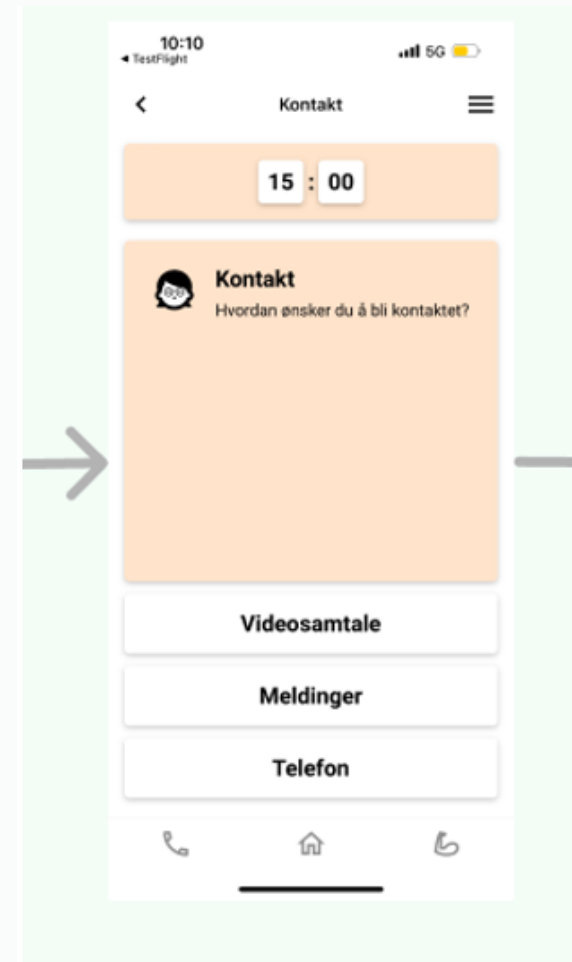 10:10
◄ TestFlight
5G
Kontakt
15 : 00
Kontakt
Hvordan ønsker du å bli kontaktet?
Videosamtale
Meldinger
Telefon